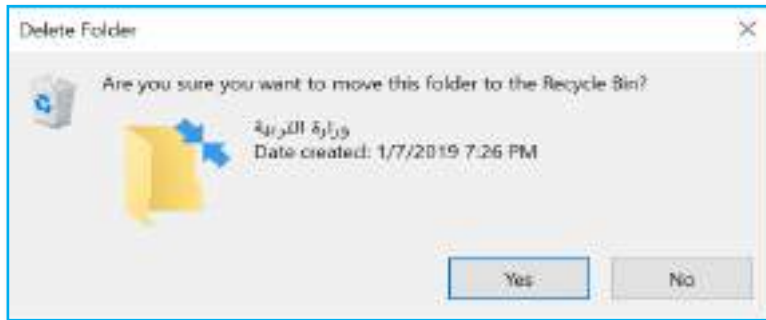 Delete Folder
Are you sure you want to move this folder to the Recycle Bin?
وزارة التربية
Date created: 1/7/2019 7:26 PM
Yes
No